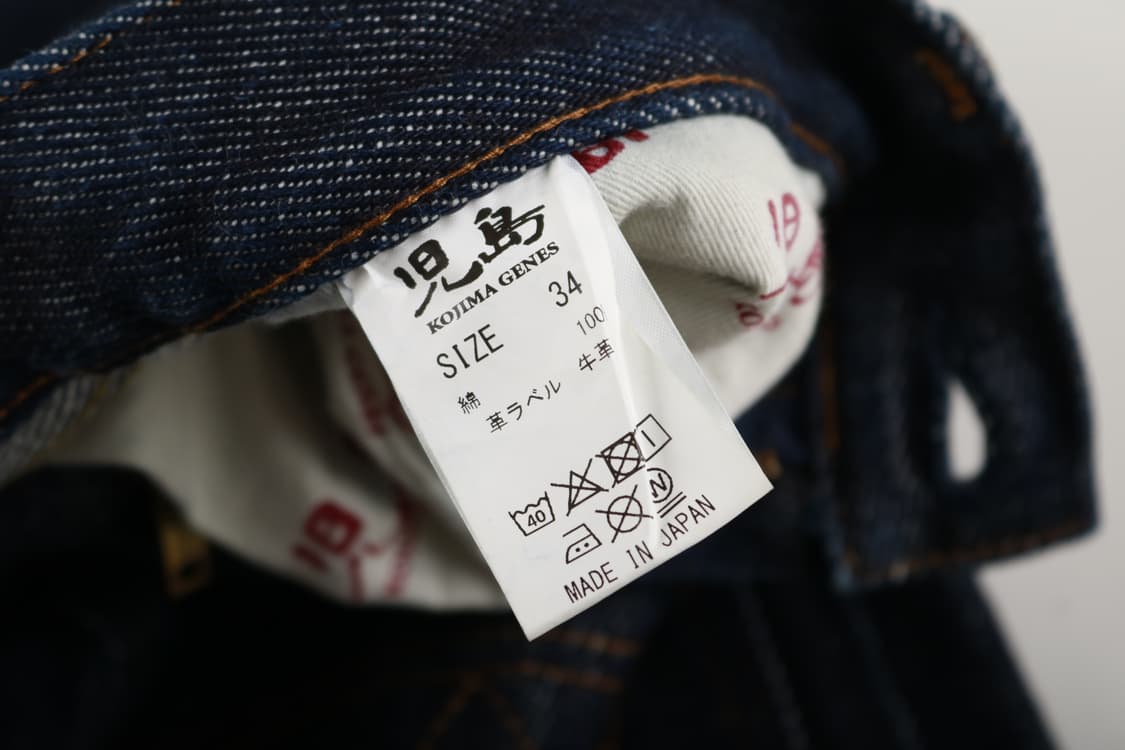 児島
KOJIMA GENES
SIZE 34
綿 100
革ラベル 牛革
40
W
MADE IN JAPAN